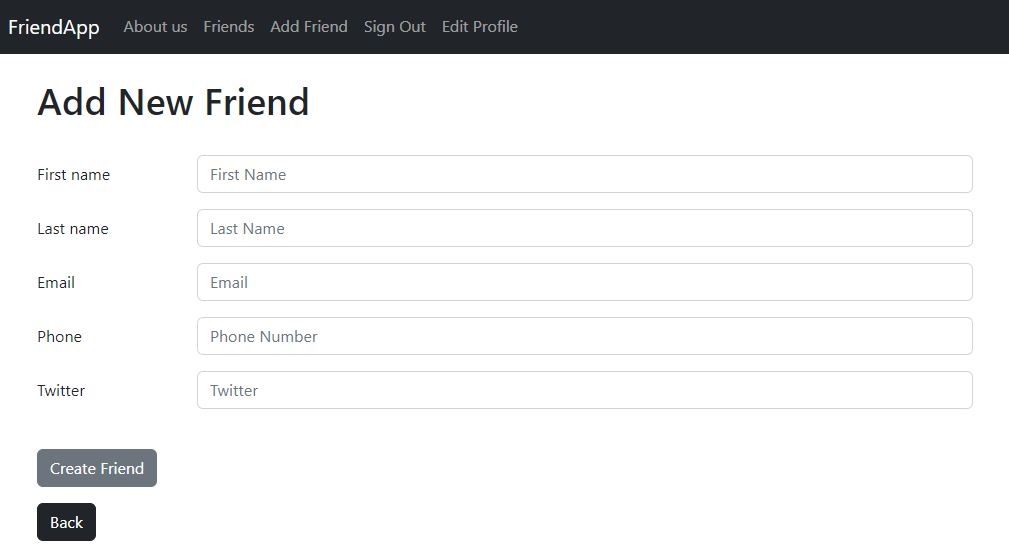 FriendApp About us Friends Add Friend Sign Out Edit Profile
Add New Friend
First name First Name
Last name Last Name
Email Email
Phone Phone Number
Twitter Twitter
Create Friend
Back